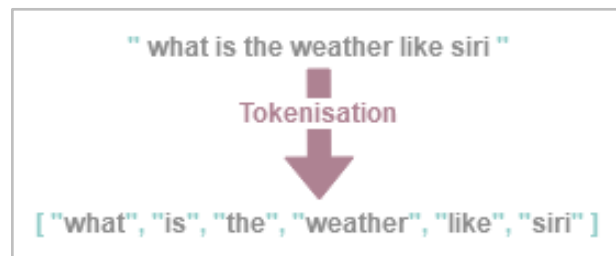 " what is the weather like siri "
Tokenisation
[ "what", "is", "the", "weather", "like", "siri" ]